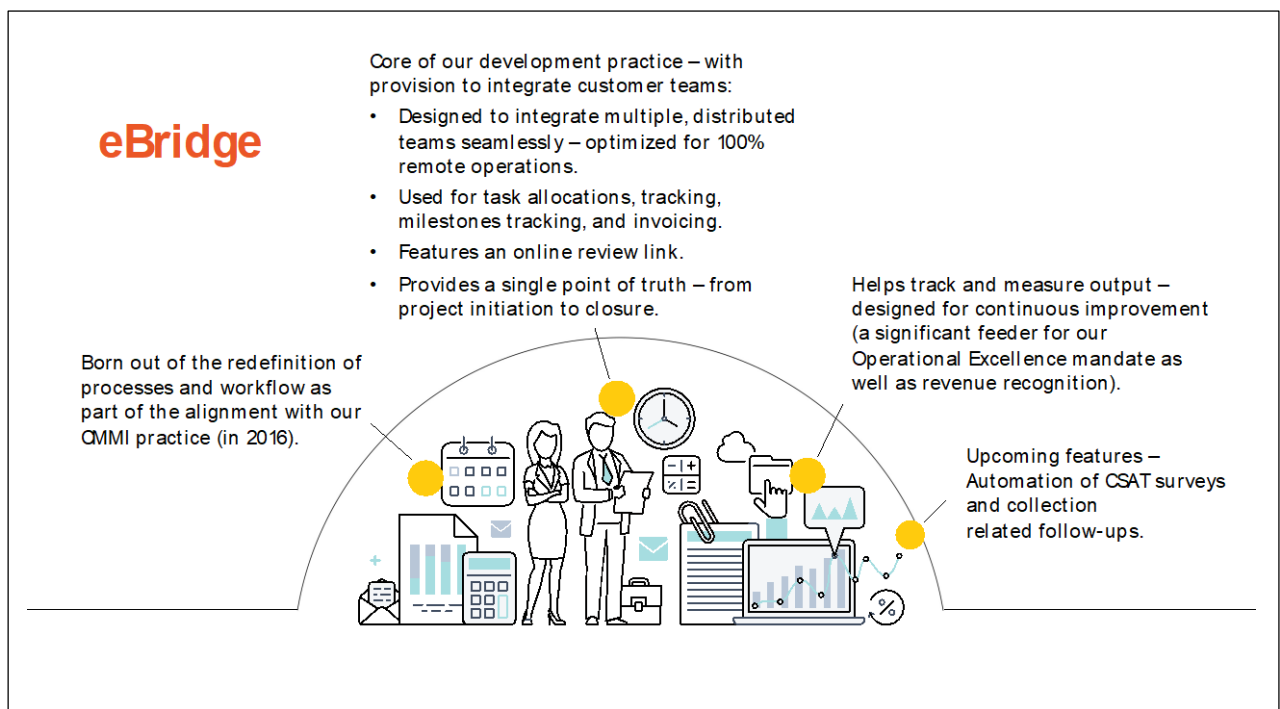 eBridge
Core of our development practice – with
provision to integrate customer teams:
• Designed to integrate multiple, distributed
teams seamlessly – optimized for 100%
remote operations.
• Used for task allocations, tracking,
milestones tracking, and invoicing.
• Features an online review link.
• Provides a single point of truth – from
project initiation to closure.
Born out of the redefinition of
processes and workflow as
part of the alignment with our
CMMI practice (in 2016).
Helps track and measure output –
designed for continuous improvement
(a significant feeder for our
Operational Excellence mandate as
well as revenue recognition).
Upcoming features –
Automation of CSAT surveys
and collection
related follow-ups.